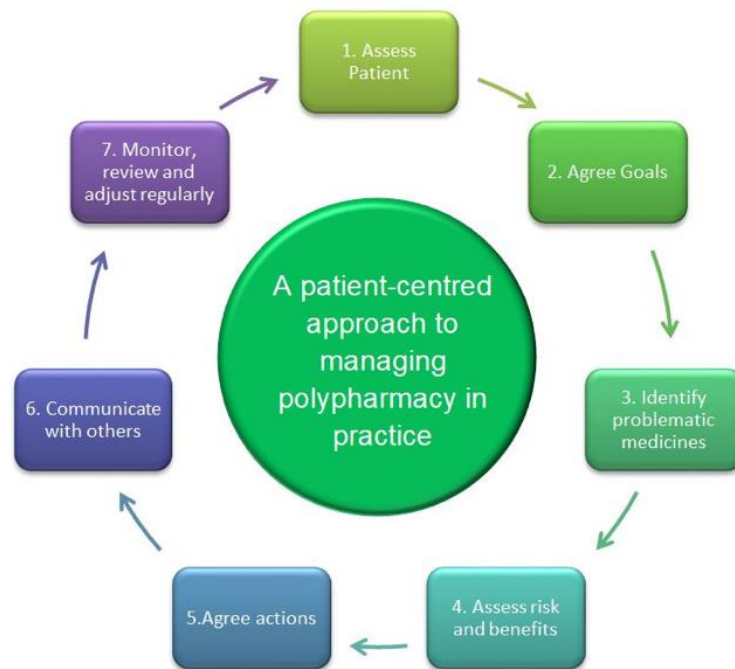 1. Assess
Patient
2. Agree Goals
3. Identify
problematic
medicines
4. Assess risk
and benefits
5.Agree actions
6. Communicate
with others
7. Monitor,
review and
adjust regularly
A patient-centred
approach to
managing
polypharmacy in
practice